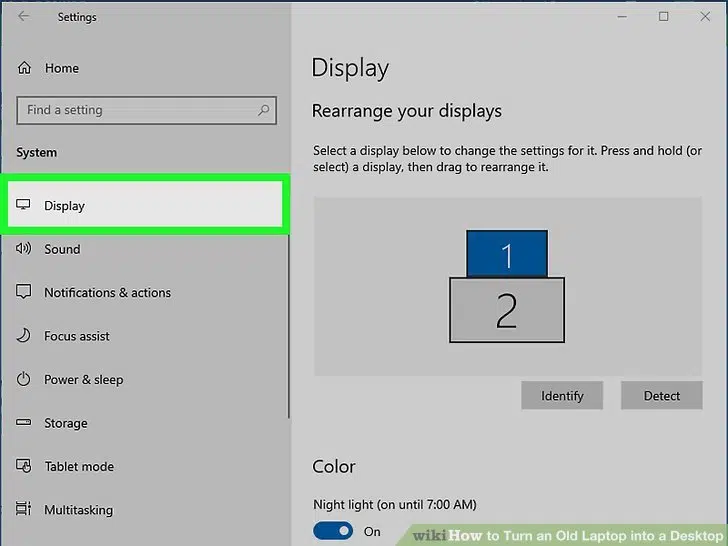 Settings
Home
Find a setting
System
Display
Sound
Notifications & actions
Focus assist
Power & sleep
Storage
Tablet mode
Multitasking
Display
Rearrange your displays
Select a display below to change the settings for it. Press and hold (or
select) a display, then drag to rearrange it.
1
2
Identify Detect
Color
Night light (on until 7:00 AM)
On
wikiHow to Turn an Old Laptop into a Desktop